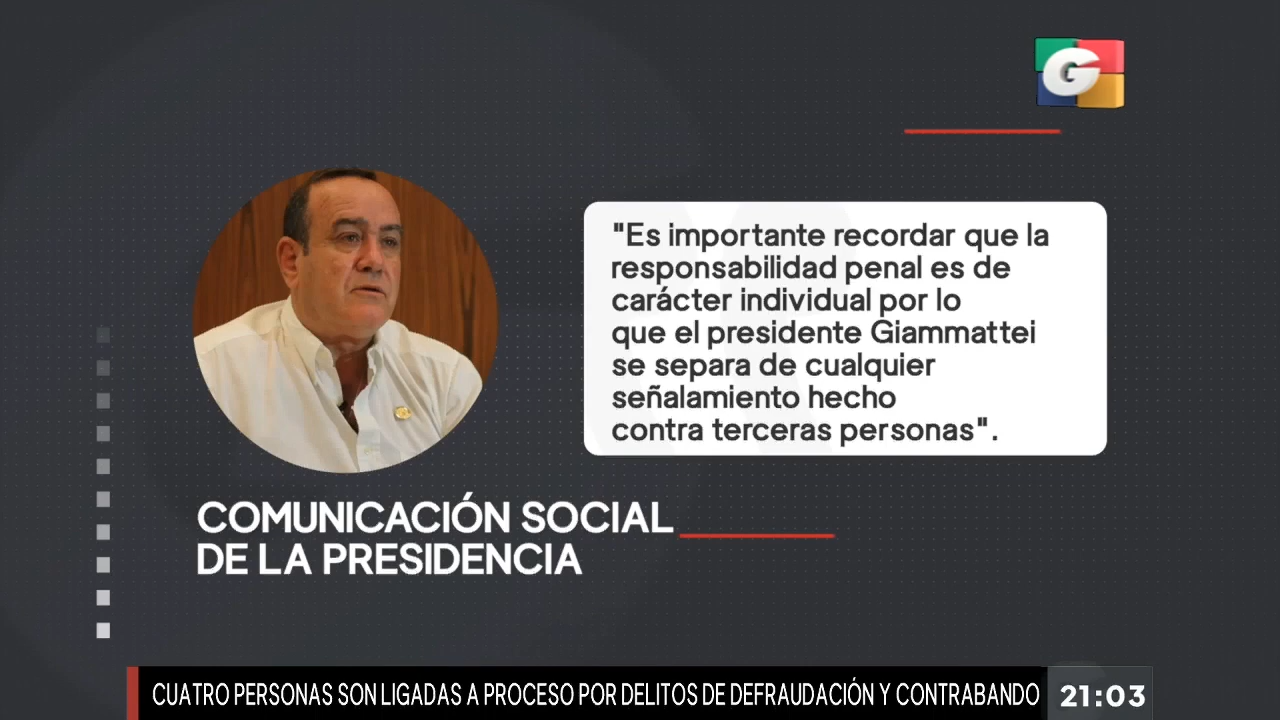 G
"Es importante recordar que la
responsabilidad penal es de
carácter individual por lo
que el presidente Giammattei
se separa de cualquier
señalamiento hecho
contra terceras personas".
COMUNICACIÓN SOCIAL
DE LA PRESIDENCIA
CUATRO PERSONAS SON LIGADAS A PROCESO POR DELITOS DE DEFRAUDACIÓN Y CONTRABANDO
21:03